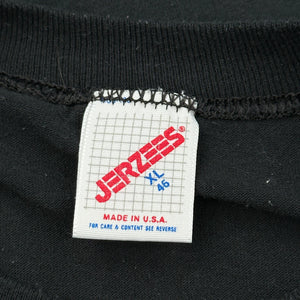 JERZEES®
XL
46
MADE IN U.S.A.
FOR CARE & CONTENT SEE REVERSE